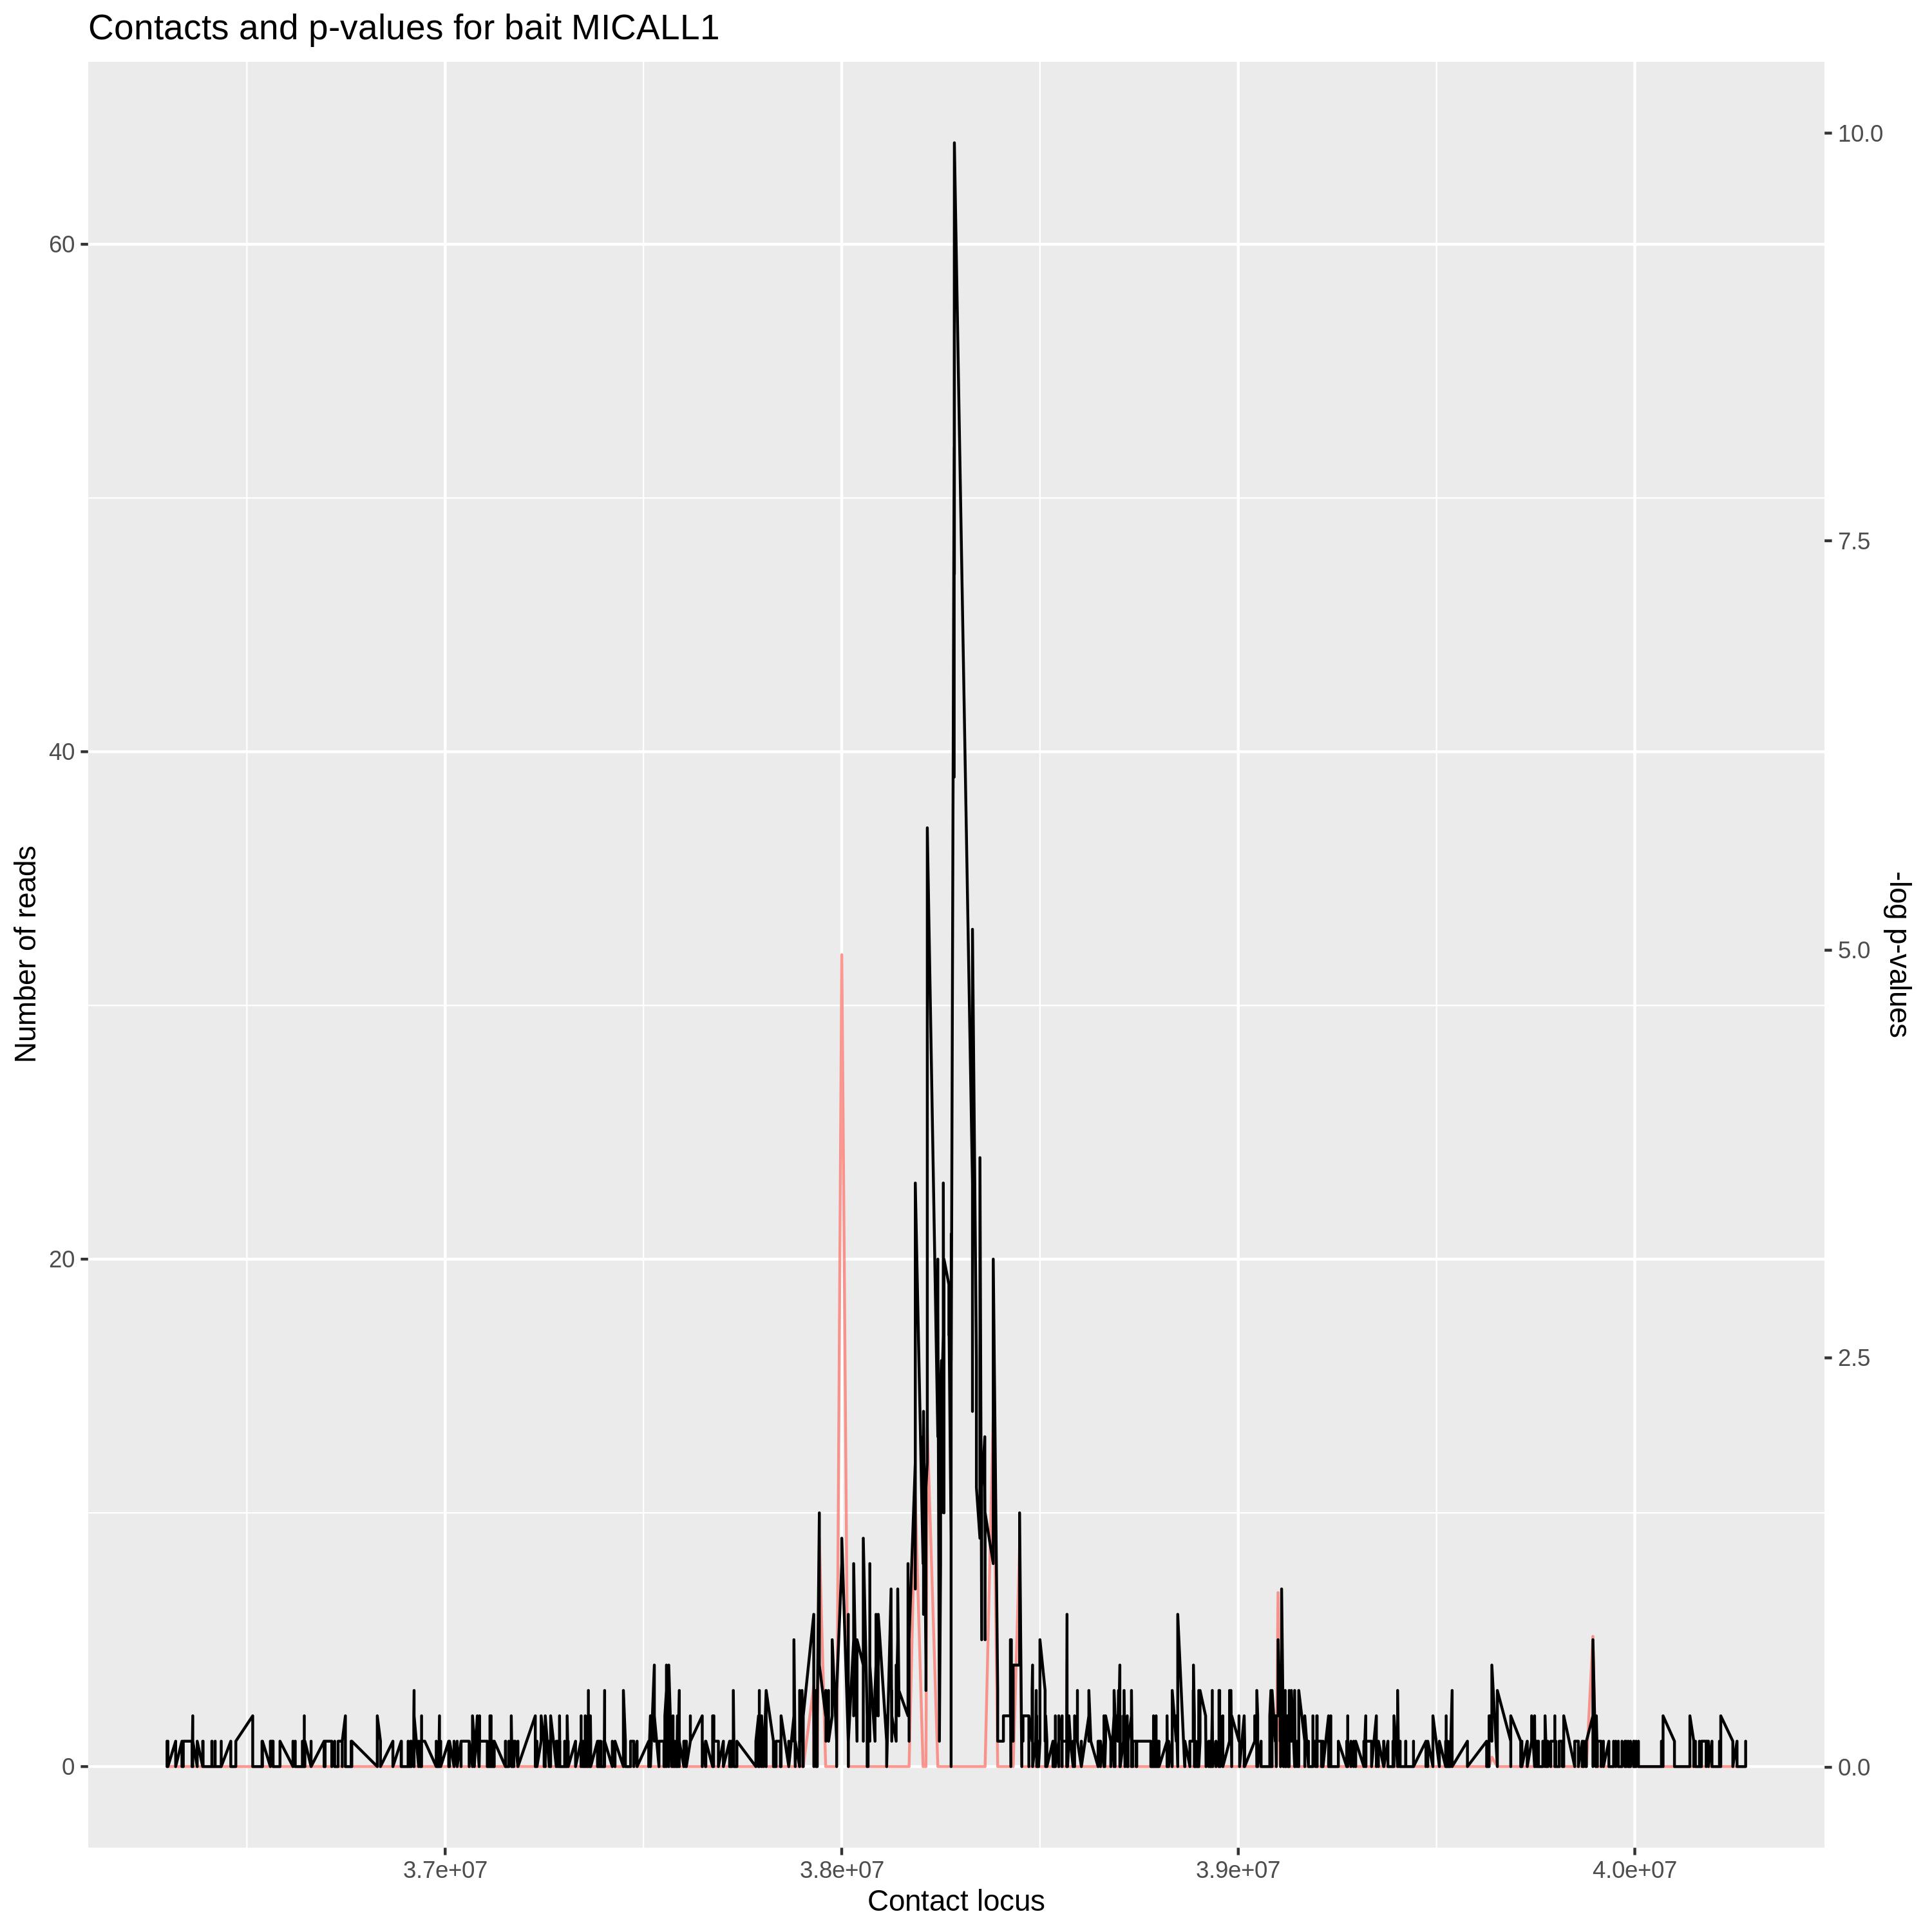 Contacts and p-values for bait MICALL1
Number of reads
60
40
20
0
10.0
7.5
5.0
2.5
0.0
-log p-values
3.7e+07
3.8e+07
3.9e+07
4.0e+07
Contact locus